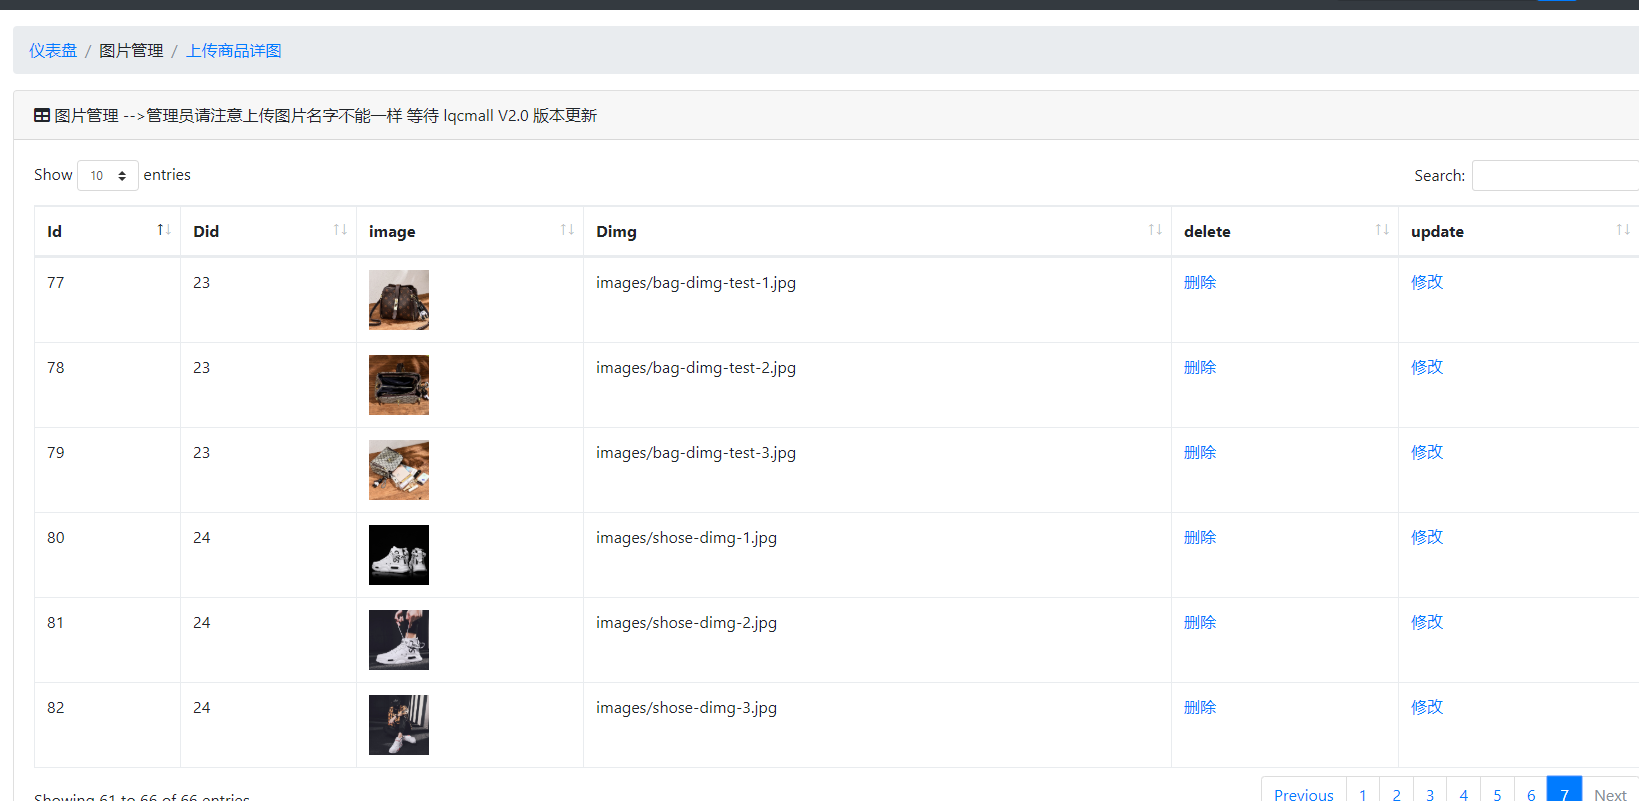 仪表盘 / 图片管理 / 上传商品详图
图片管理 -->管理员请注意上传图片名字不能一样 等待 lqcmall V2.0 版本更新
Show 10 entries Search:
Id Did image Dimg delete update
77 23 images/bag-dimg-test-1.jpg 删除 修改
78 23 images/bag-dimg-test-2.jpg 删除 修改
79 23 images/bag-dimg-test-3.jpg 删除 修改
80 24 images/shose-dimg-1.jpg 删除 修改
81 24 images/shose-dimg-2.jpg 删除 修改
82 24 images/shose-dimg-3.jpg 删除 修改
Showing 61 to 66 of 66 entries Previous 1 2 3 4 5 6 7 Next